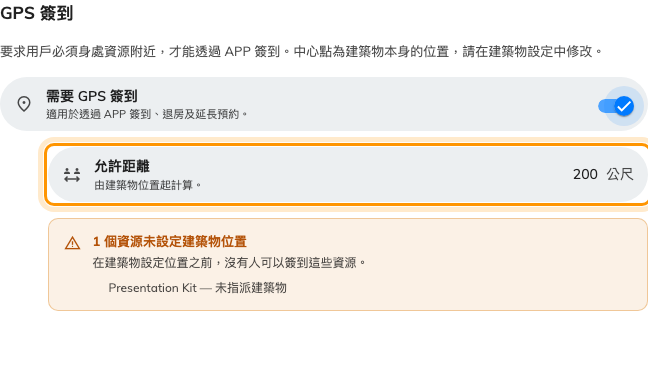 GPS 簽到
要求用戶必須身處資源附近，才能透過 APP 簽到。中心點為建築物本身的位置，請在建築物設定中修改。
需要 GPS 簽到
適用於透過 APP 簽到、退房及延長預約。
允許距離
由建築物位置起計算。
200 公尺
1 個資源未設定建築物位置
在建築物設定位置之前，沒有人可以簽到這些資源。
Presentation Kit — 未指派建築物